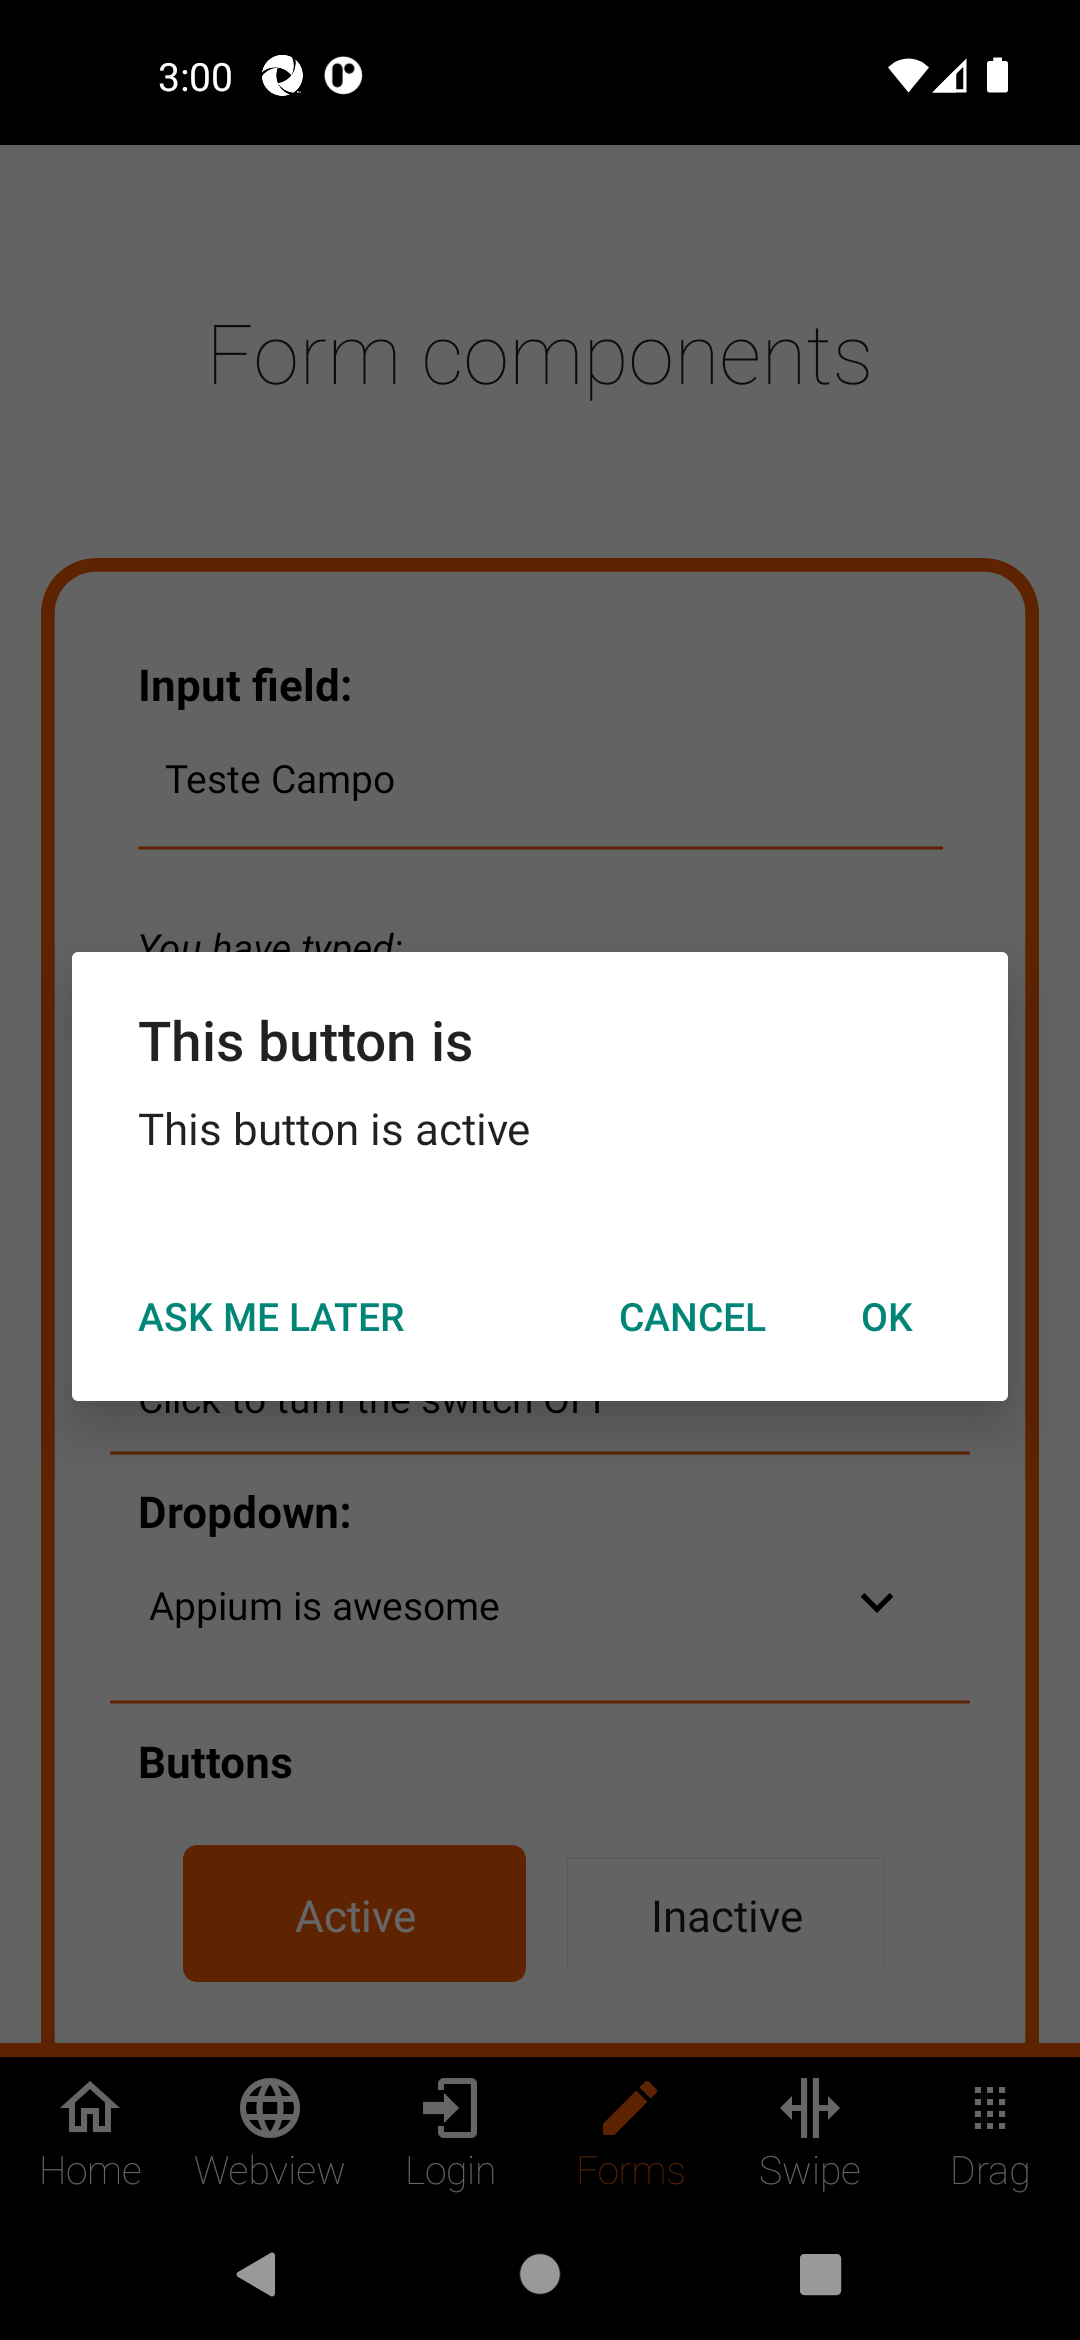 3:00
Form components
Input field:
Teste Campo
You have typed:
This button is
This button is active
ASK ME LATER CANCEL OK
Click to turn the switch OFF
Dropdown:
Appium is awesome
Buttons
Active Inactive
Home Webview Login Forms Swipe Drag